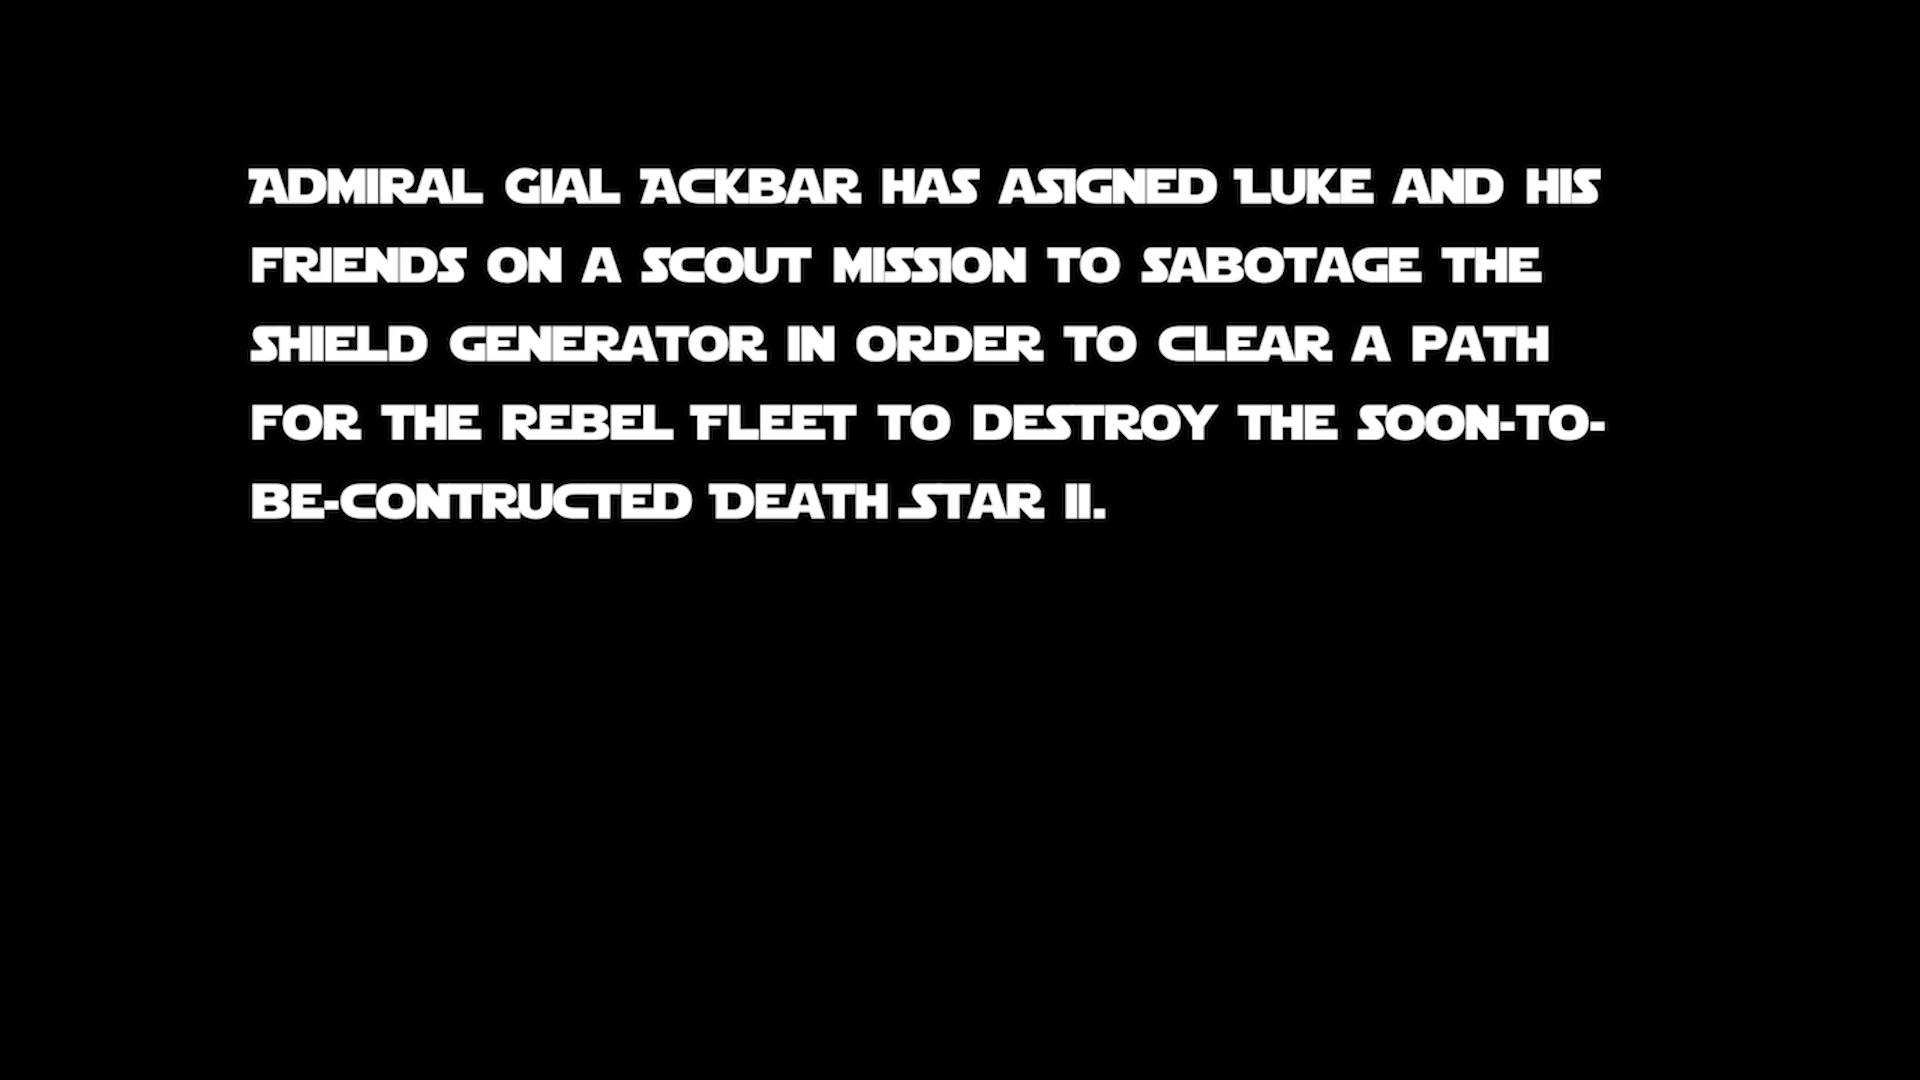 Admiral Gial Ackbar has asigned Luke and his
friends on a scout mission to sabotage the
shield generator in order to clear a path
for the rebel fleet to destroy the soon-to-
be-contructed Death Star II.